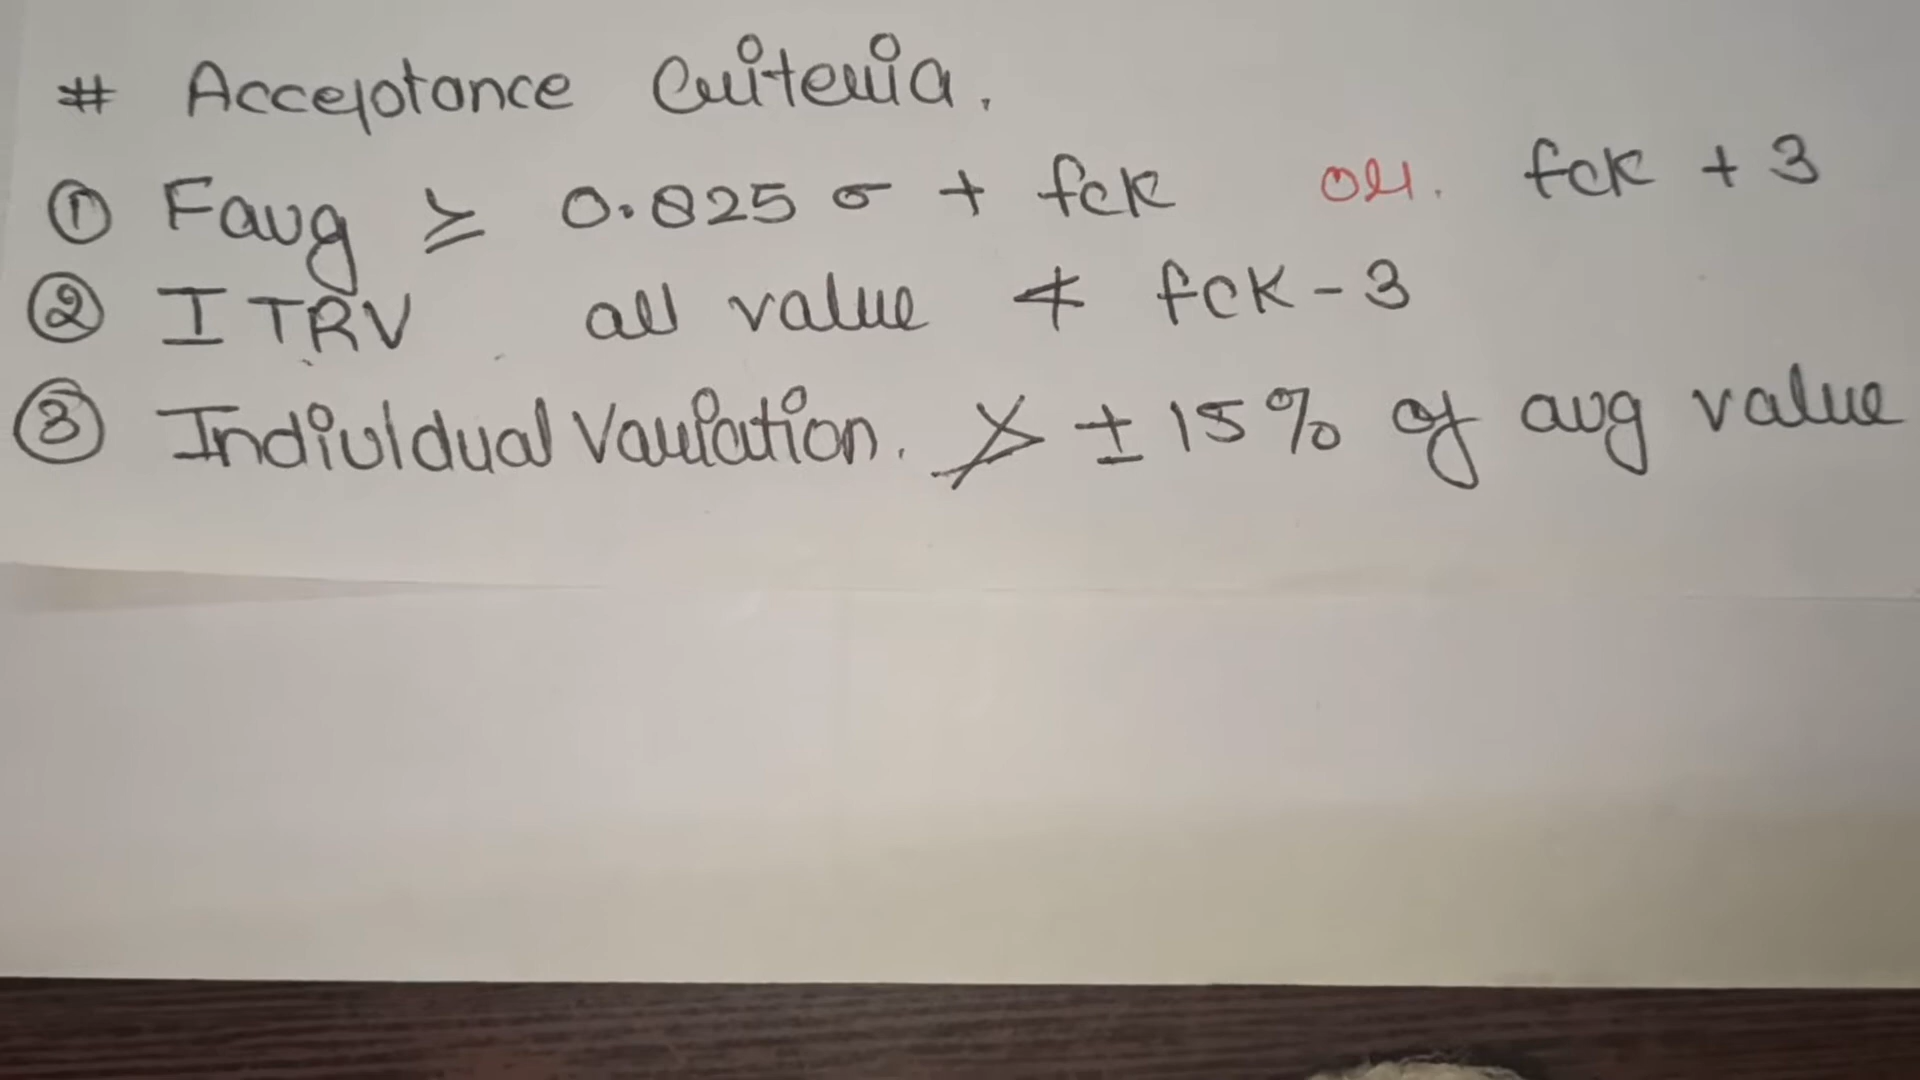 # Acceptance Criteria.
① Favg ≥ 0.825 σ + fck or. fck + 3
② ITRV all value ≮ fck - 3
③ Individual Variation. ≯ ± 15% of avg value